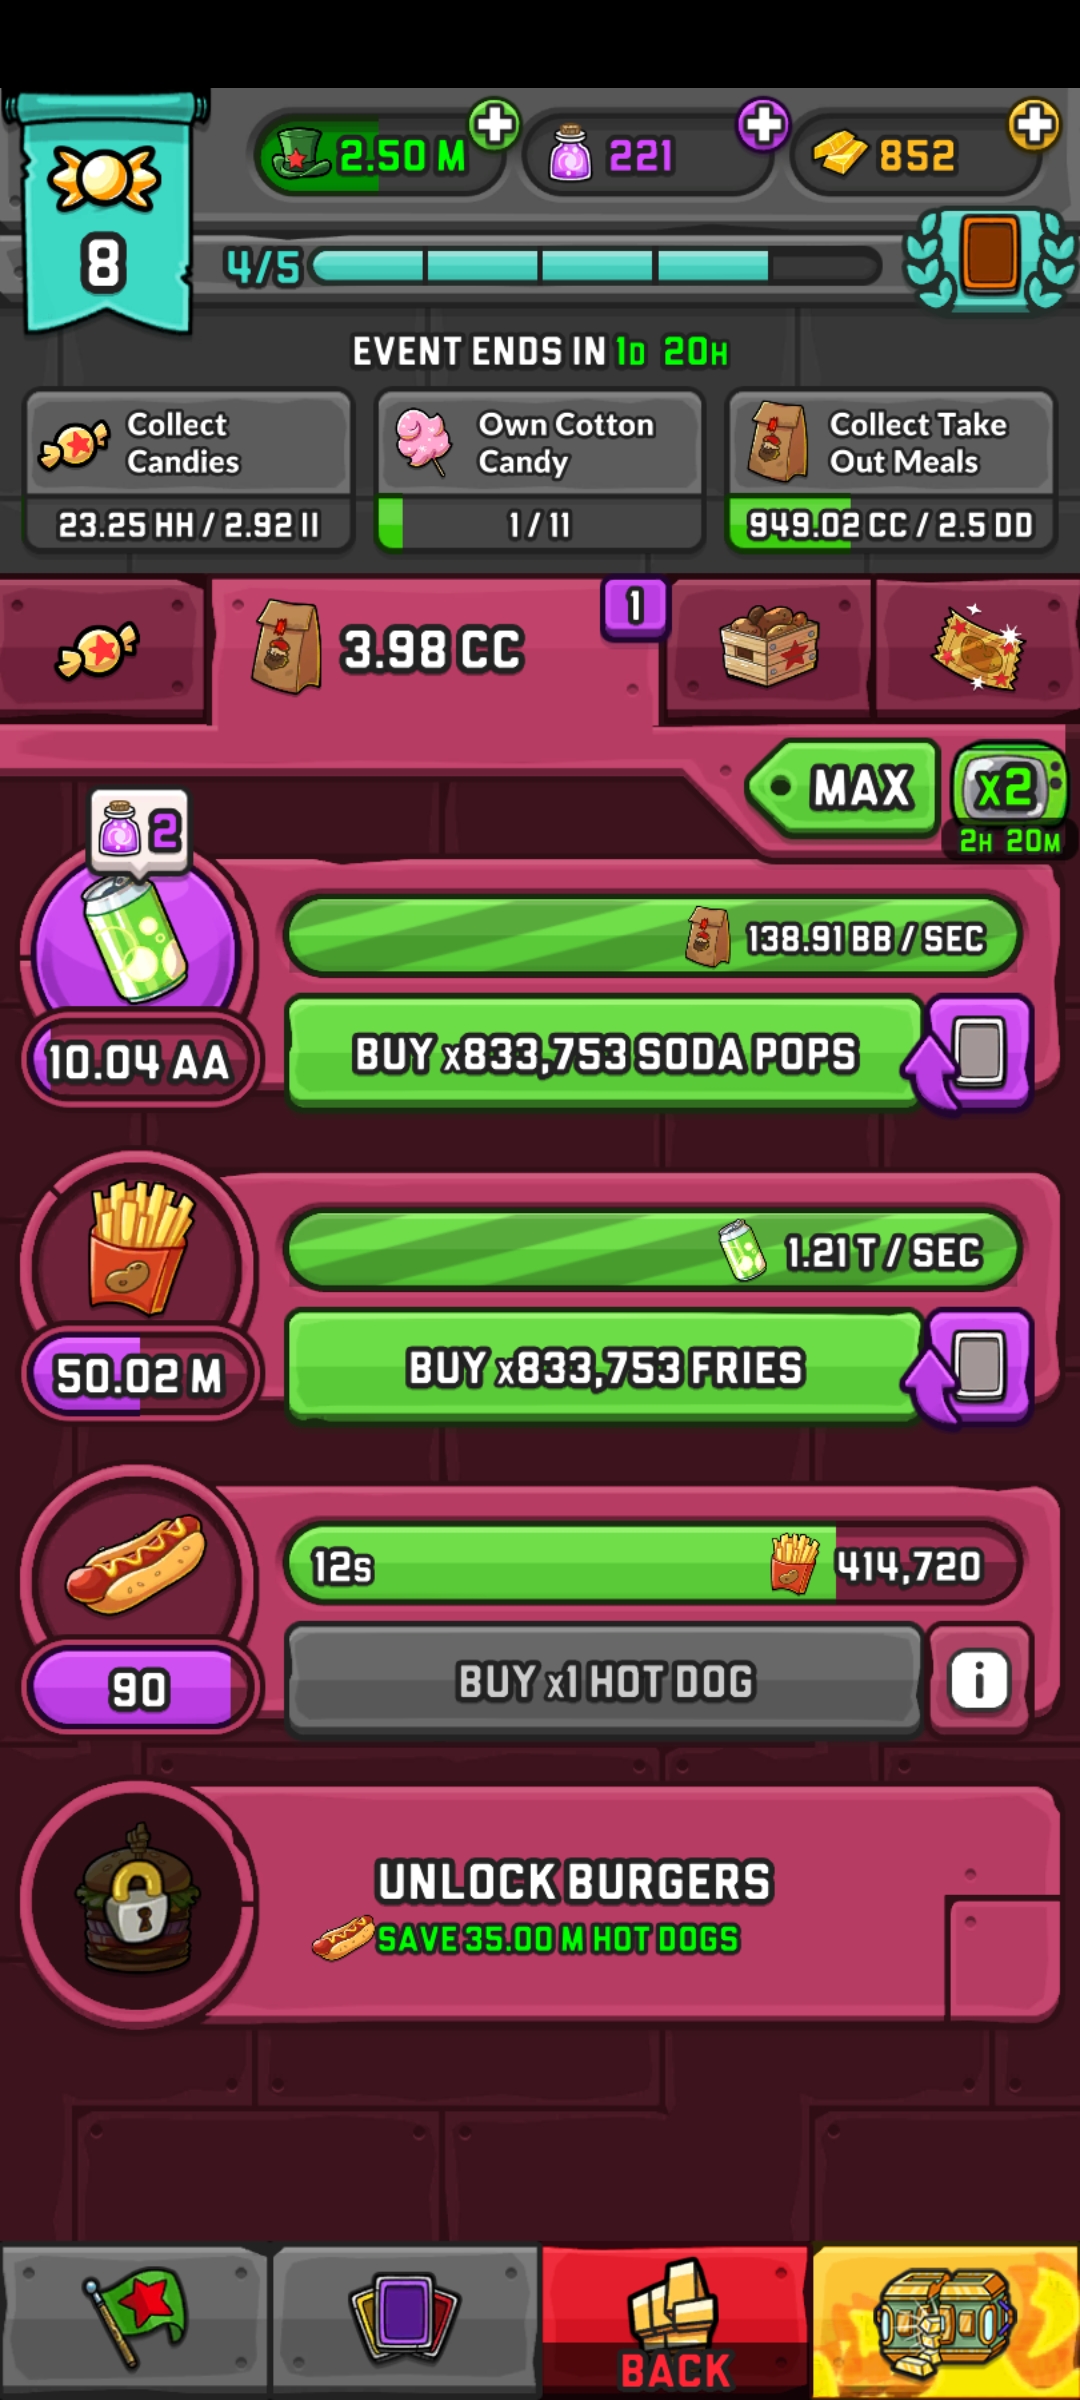 2.50 M
221
852
8
4/5
EVENT ENDS IN 1D 20H
Collect
Candies
23.25 HH / 2.92 II
Own Cotton
Candy
1 / 11
Collect Take
Out Meals
949.02 CC / 2.5 DD
3.98 CC
1
MAX
x2
2H 20M
2
138.91 BB / SEC
10.04 AA
BUY x833,753 SODA POPS
1.21 T / SEC
50.02 M
BUY x833,753 FRIES
12s
414,720
90
BUY x1 HOT DOG
i
UNLOCK BURGERS
SAVE 35.00 M HOT DOGS
BACK